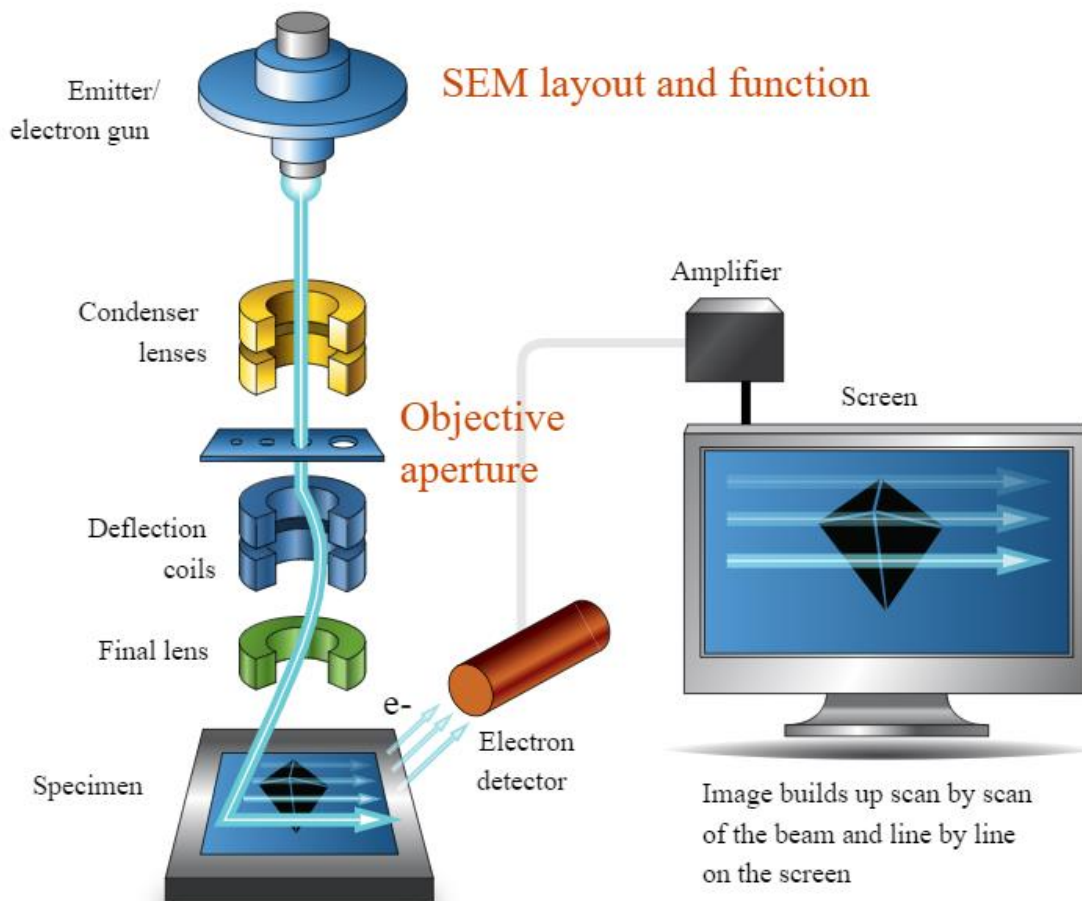 SEM layout and function
Emitter/
electron gun
Condenser
lenses
Objective
aperture
Deflection
coils
Final lens
Specimen
e-
Electron
detector
Amplifier
Screen
Image builds up scan by scan
of the beam and line by line
on the screen